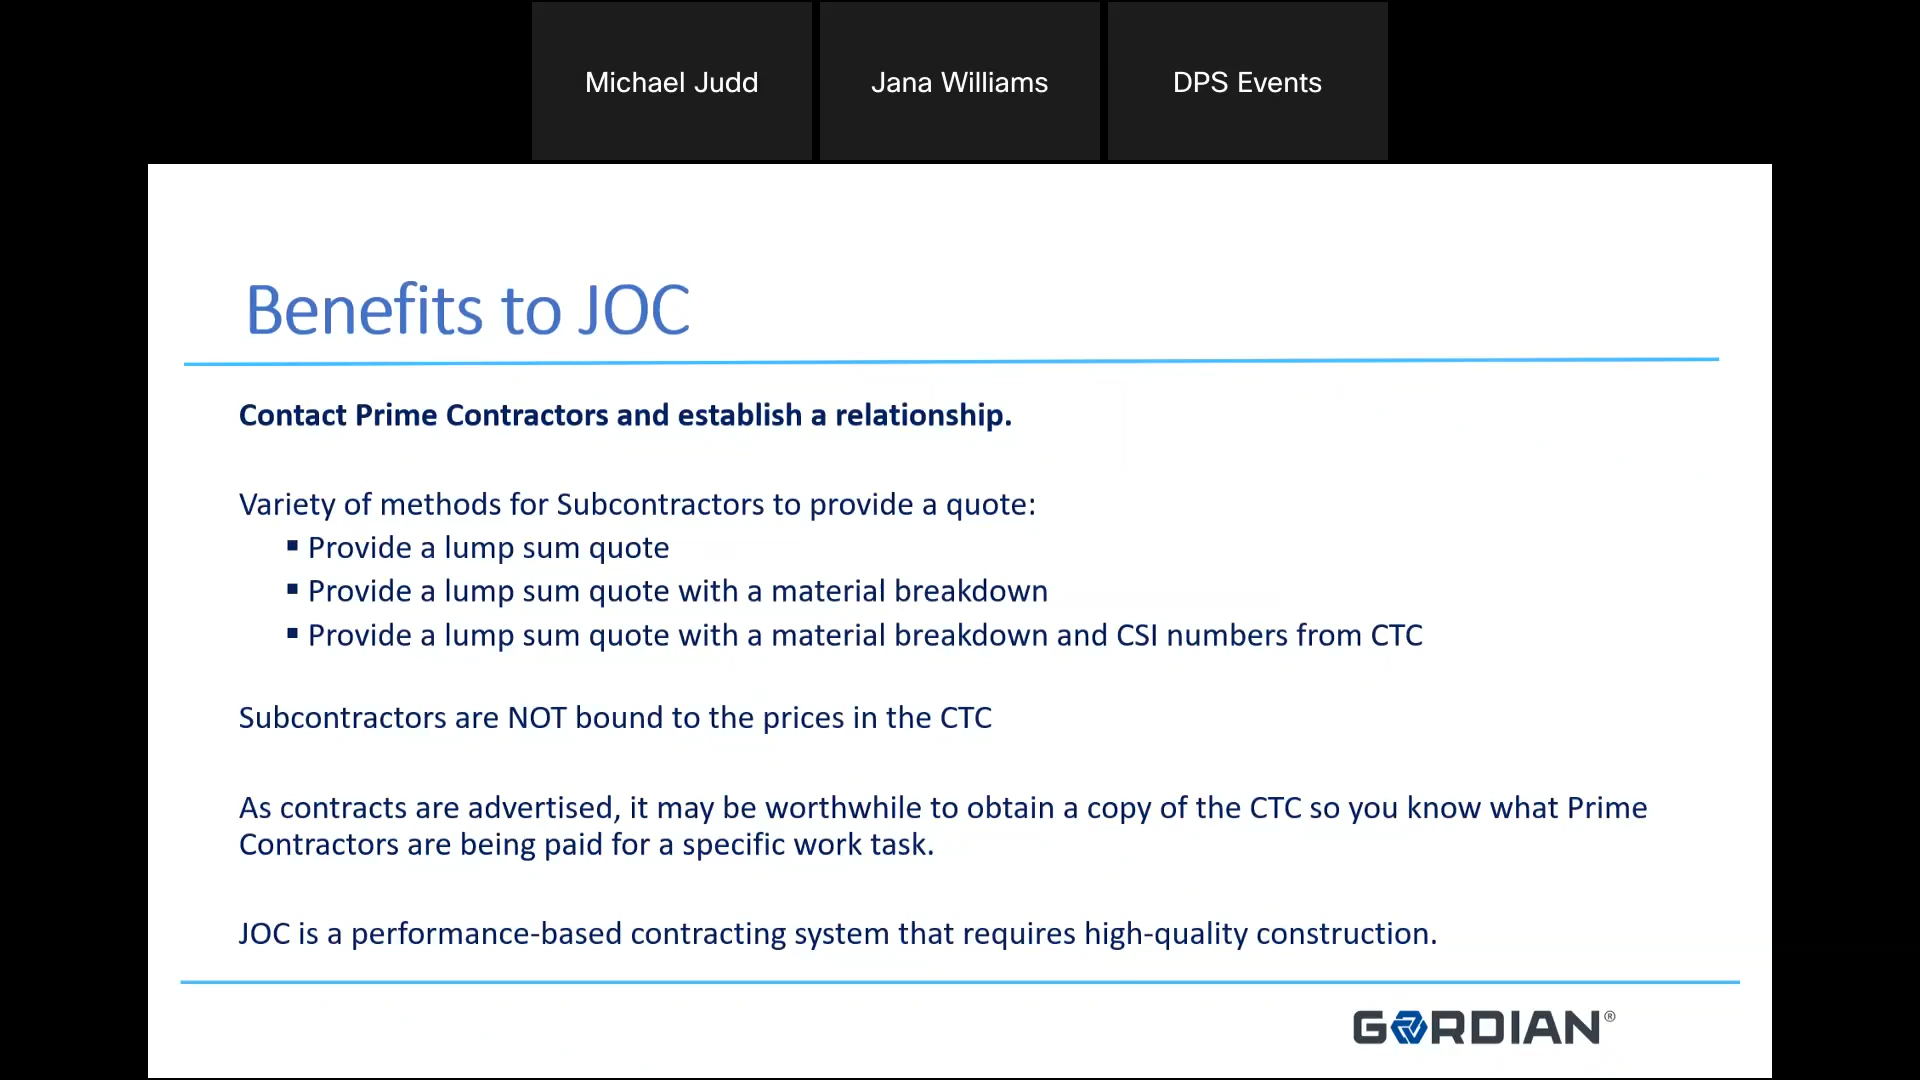 Michael Judd
Jana Williams
DPS Events
Benefits to JOC
Contact Prime Contractors and establish a relationship.
Variety of methods for Subcontractors to provide a quote:
▪ Provide a lump sum quote
▪ Provide a lump sum quote with a material breakdown
▪ Provide a lump sum quote with a material breakdown and CSI numbers from CTC
Subcontractors are NOT bound to the prices in the CTC
As contracts are advertised, it may be worthwhile to obtain a copy of the CTC so you know what Prime
Contractors are being paid for a specific work task.
JOC is a performance-based contracting system that requires high-quality construction.
GORDIAN®